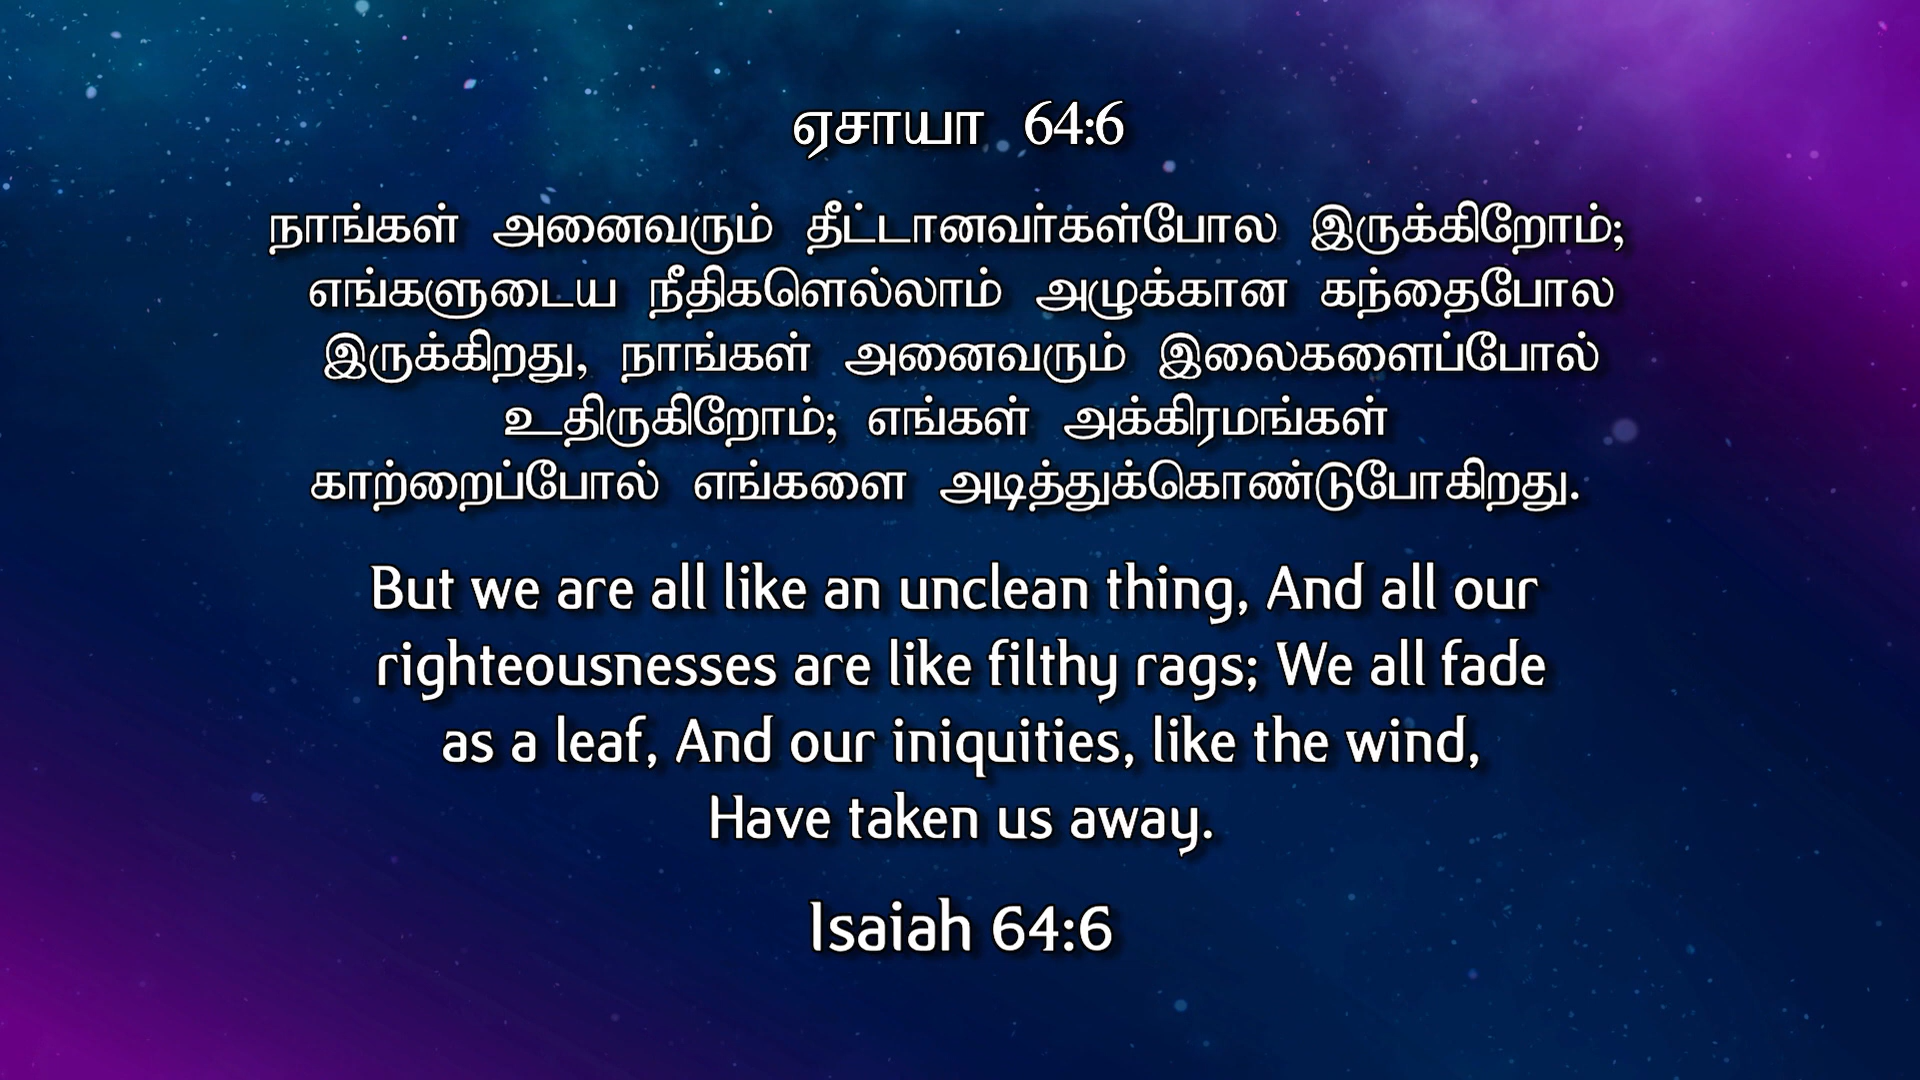 ஏசாயா 64:6
நாங்கள் அனைவரும் தீட்டானவர்கள்போல இருக்கிறோம்;
எங்களுடைய நீதிகளெல்லாம் அழுக்கான கந்தைபோல
இருக்கிறது, நாங்கள் அனைவரும் இலைகளைப்போல்
உதிருகிறோம்; எங்கள் அக்கிரமங்கள்
காற்றைப்போல் எங்களை அடித்துக்கொண்டுபோகிறது.
But we are all like an unclean thing, And all our
righteousnesses are like filthy rags; We all fade
as a leaf, And our iniquities, like the wind,
Have taken us away.
Isaiah 64:6